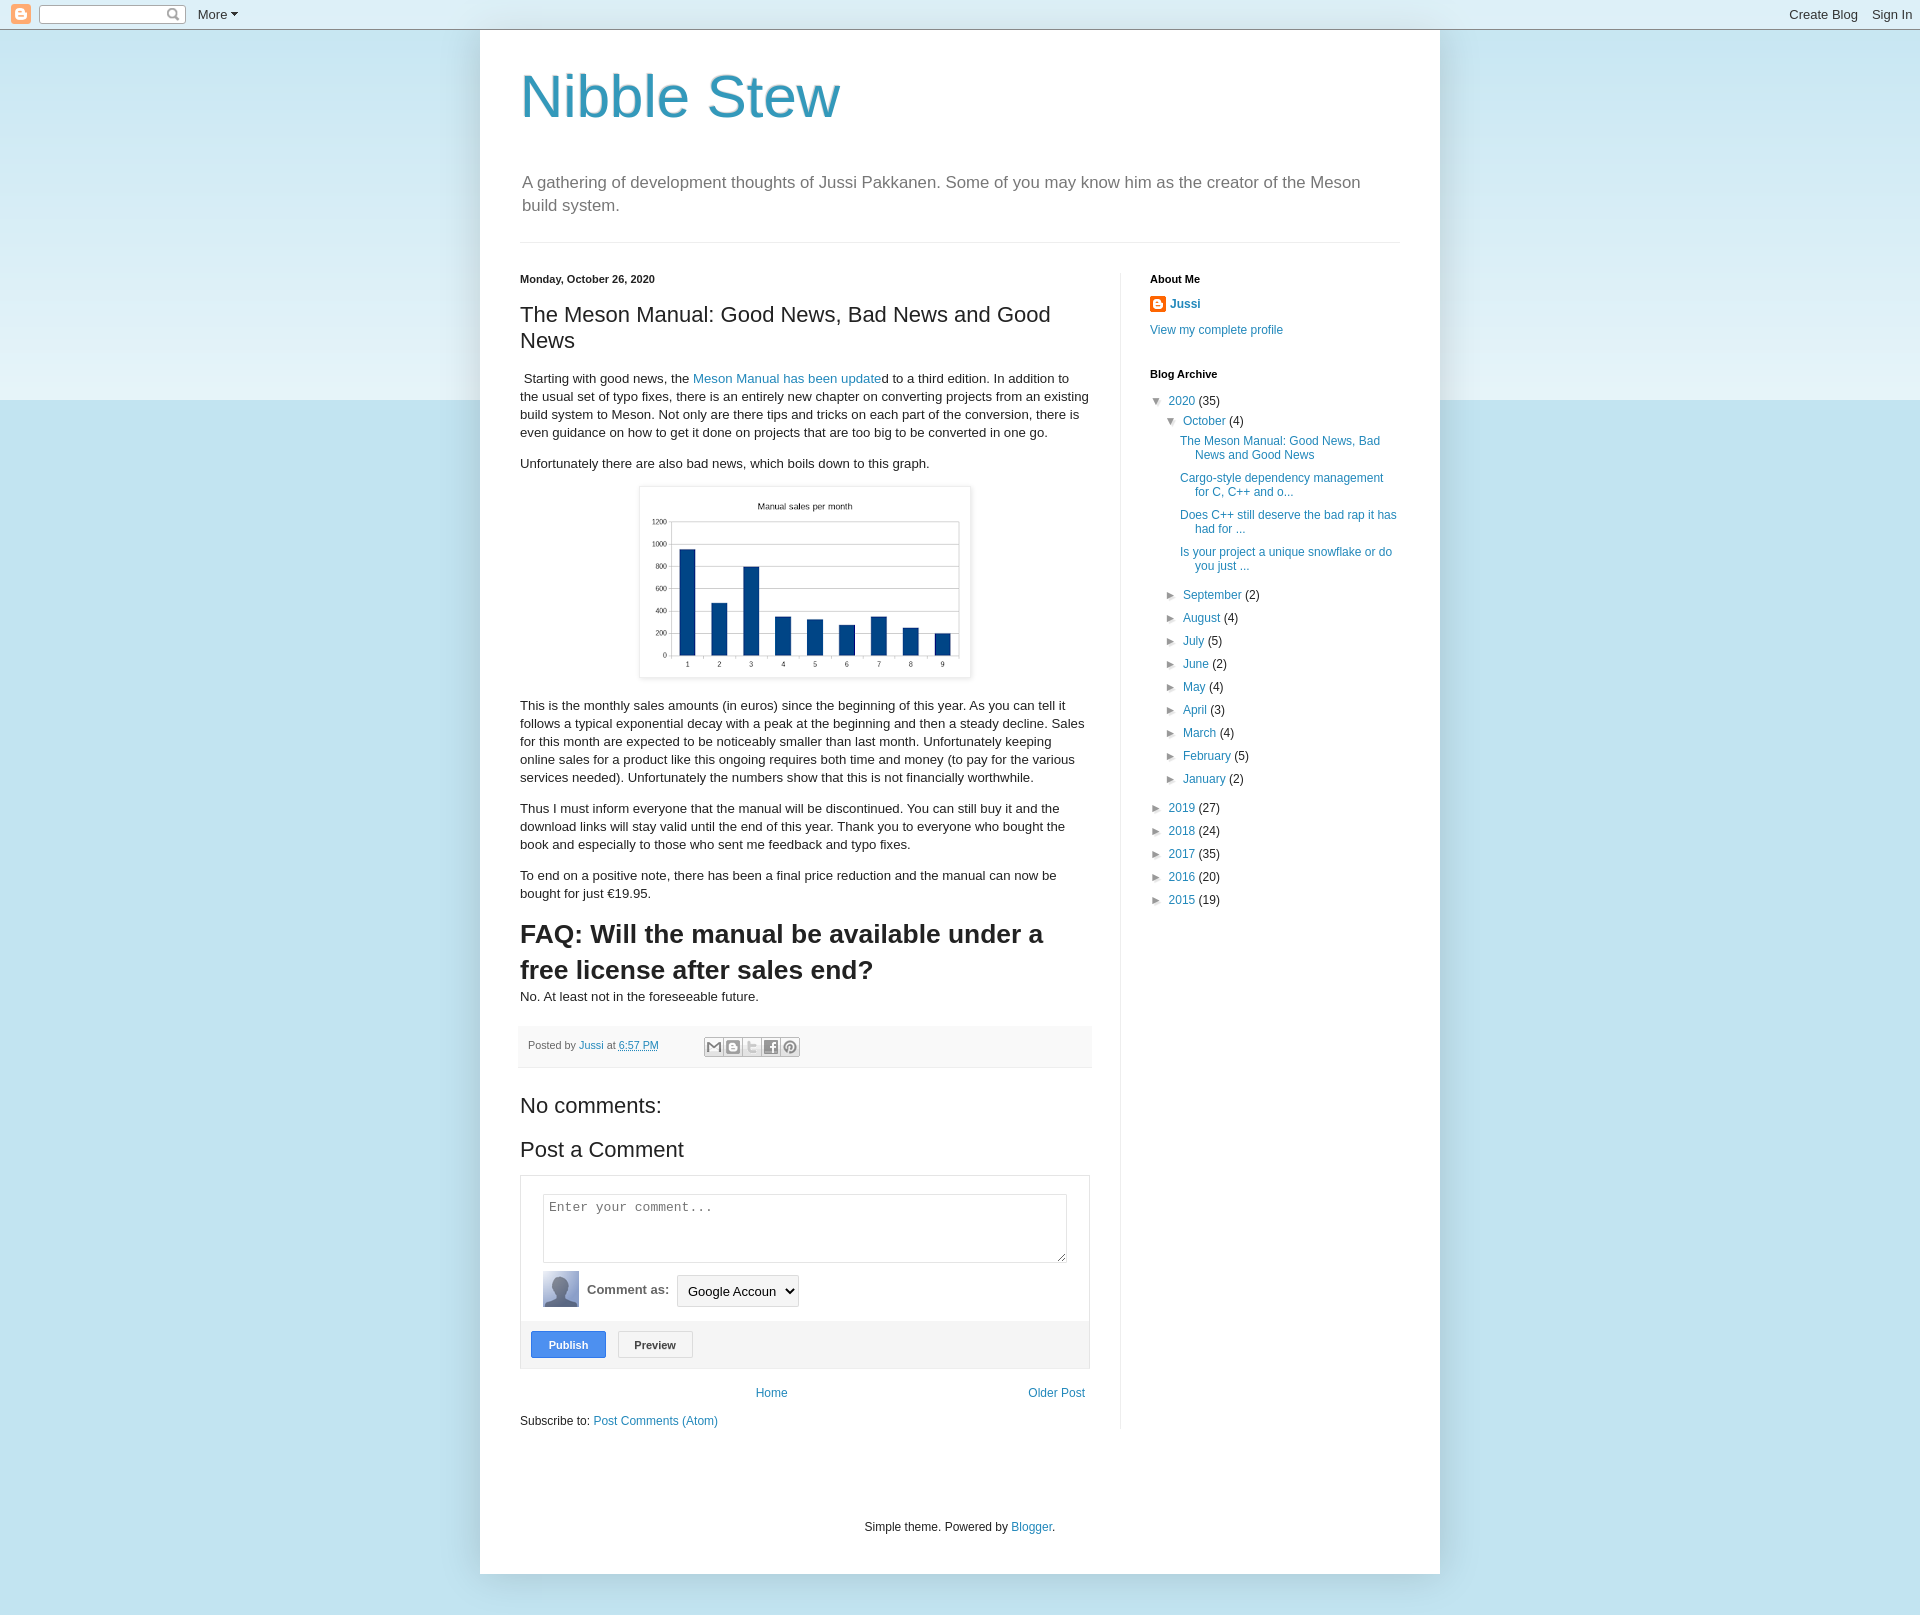 More
Create Blog
Sign In
Nibble Stew
A gathering of development thoughts of Jussi Pakkanen. Some of you may know him as the creator of the Meson
build system.
Monday, October 26, 2020
The Meson Manual: Good News, Bad News and Good
News
Starting with good news, the Meson Manual has been updated to a third edition. In addition to
the usual set of typo fixes, there is an entirely new chapter on converting projects from an existing
build system to Meson. Not only are there tips and tricks on each part of the conversion, there is
even guidance on how to get it done on projects that are too big to be converted in one go.
Unfortunately there are also bad news, which boils down to this graph.
Manual sales per month
1200
1000
800
600
400
200
0
1 2 3 4 5 6 7 8 9
This is the monthly sales amounts (in euros) since the beginning of this year. As you can tell it
follows a typical exponential decay with a peak at the beginning and then a steady decline. Sales
for this month are expected to be noticeably smaller than last month. Unfortunately keeping
online sales for a product like this ongoing requires both time and money (to pay for the various
services needed). Unfortunately the numbers show that this is not financially worthwhile.
Thus I must inform everyone that the manual will be discontinued. You can still buy it and the
download links will stay valid until the end of this year. Thank you to everyone who bought the
book and especially to those who sent me feedback and typo fixes.
To end on a positive note, there has been a final price reduction and the manual can now be
bought for just €19.95.
FAQ: Will the manual be available under a
free license after sales end?
No. At least not in the foreseeable future.
Posted by Jussi at 6:57 PM
No comments:
Post a Comment
Enter your comment...
Comment as: Google Accoun
Publish
Preview
Home
Older Post
Subscribe to: Post Comments (Atom)
About Me
Jussi
View my complete profile
Blog Archive
▼ 2020 (35)
▼ October (4)
The Meson Manual: Good News, Bad
News and Good News
Cargo-style dependency management
for C, C++ and o...
Does C++ still deserve the bad rap it has
had for ...
Is your project a unique snowflake or do
you just ...
► September (2)
► August (4)
► July (5)
► June (2)
► May (4)
► April (3)
► March (4)
► February (5)
► January (2)
► 2019 (27)
► 2018 (24)
► 2017 (35)
► 2016 (20)
► 2015 (19)
Simple theme. Powered by Blogger.